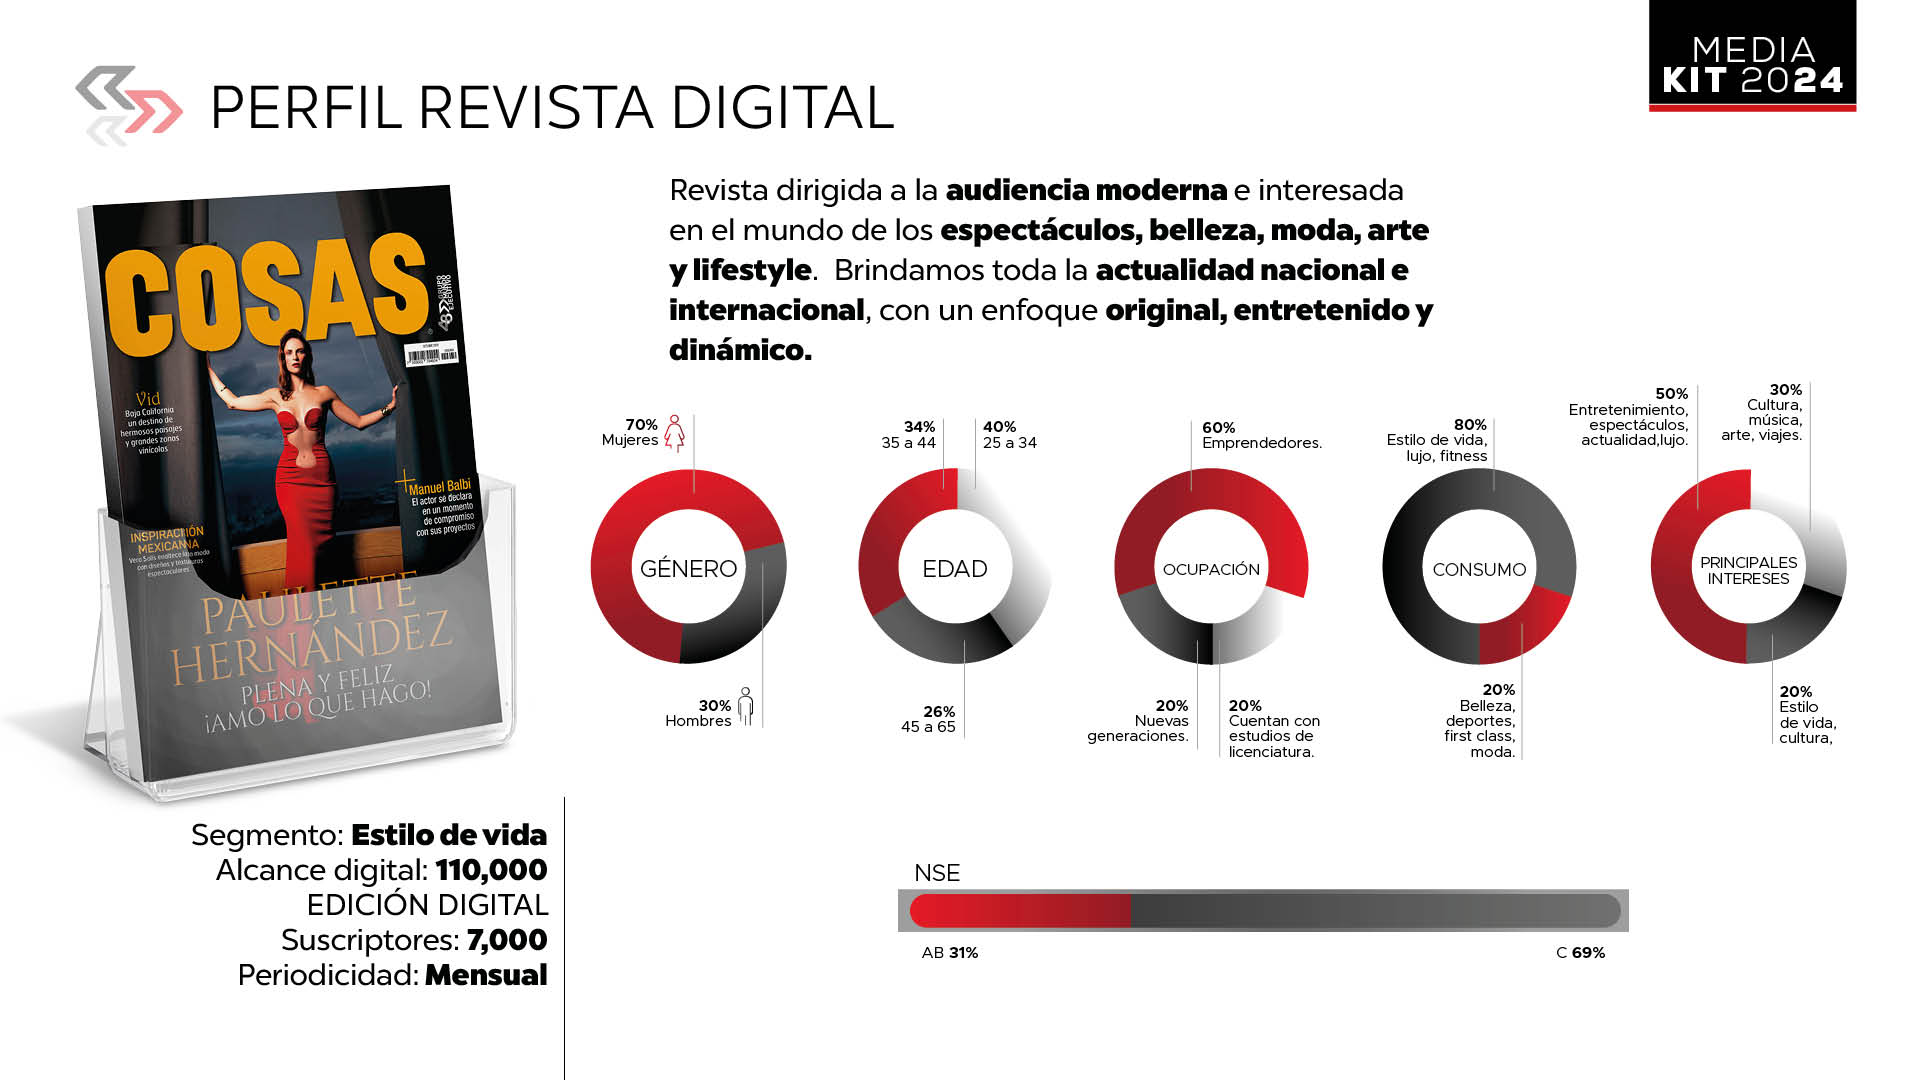 MEDIA
KIT 2024
PERFIL REVISTA DIGITAL
Revista dirigida a la audiencia moderna e interesada
en el mundo de los espectáculos, belleza, moda, arte
y lifestyle. Brindamos toda la actualidad nacional e
internacional, con un enfoque original, entretenido y
dinámico.
COSAS
GRUPO
MUNDO
EJECUTIVO
Vid
Baja California
un destino de
hermosos paisajes
y grandes zonas
vinícolas
+Manuel Balbi
El actor se declara
en un momento
de compromiso
con sus proyectos
INSPIRACIÓN
MEXICANA
Vero Solís enaltece la moda
con diseños y texturas
espectaculares
PAULETTE
HERNÁNDEZ
PLENA Y FELIZ
¡AMO LO QUE HAGO!
Segmento: Estilo de vida
Alcance digital: 110,000
EDICIÓN DIGITAL
Suscriptores: 7,000
Periodicidad: Mensual
70%
Mujeres
GÉNERO
30%
Hombres
34%
35 a 44
40%
25 a 34
EDAD
26%
45 a 65
60%
Emprendedores.
OCUPACIÓN
20%
Nuevas
generaciones.
20%
Cuentan con
estudios de
licenciatura.
80%
Estilo de vida,
lujo, fitness
CONSUMO
20%
Belleza,
deportes,
first class,
moda.
50%
Entretenimiento,
espectáculos,
actualidad,lujo.
30%
Cultura,
música,
arte, viajes.
PRINCIPALES
INTERESES
20%
Estilo
de vida,
cultura,
NSE
AB 31%
C 69%